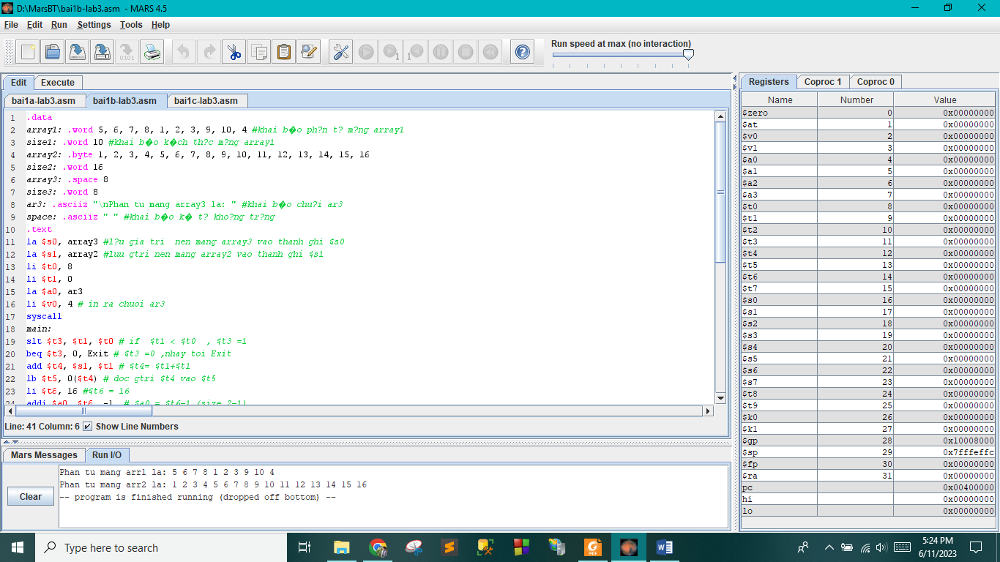 D:\MarsBT\bai1b-lab3.asm - MARS 4.5
File Edit Run Settings Tools Help
Run speed at max (no interaction)
Edit Execute
bai1a-lab3.asm bai1b-lab3.asm bai1c-lab3.asm
1 .data
2 array1: .word 5, 6, 7, 8, 1, 2, 3, 9, 10, 4 #khai b�o ph?n t? m?ng array1
3 size1: .word 10 #khai b�o k�ch th?c m?ng array1
4 array2: .byte 1, 2, 3, 4, 5, 6, 7, 8, 9, 10, 11, 12, 13, 14, 15, 16
5 size2: .word 16
6 array3: .space 8
7 size3: .word 8
8 ar3: .asciiz "\nPhan tu mang array3 la: " #khai b�o chu?i ar3
9 space: .asciiz " " #khai b�o k� t? kho?ng tr?ng
10 .text
11 la $s0, array3 #l?u gia tri nen mang array3 vao thanh ghi $s0
12 la $s1, array2 #luu gtri nen mang array2 vao thanh ghi $s1
13 li $t0, 8
14 li $t1, 0
15 la $a0, ar3
16 li $v0, 4 # in ra chuoi ar3
17 syscall
18 main:
19 slt $t3, $t1, $t0 # if $t1 < $t0 , $t3 =1
20 beq $t3, 0, Exit # $t3 =0 ,nhay toi Exit
21 add $t4, $s1, $t1 # $t4= $t1+$t1
22 lb $t5, 0($t4) # doc gtri $t4 vao $t5
23 li $t6, 16 #$t6 = 16
24 addi $a0, $t6, -1 # $a0 = $t6-1 (size 2-1)
Line: 41 Column: 6 Show Line Numbers
Mars Messages Run I/O
Clear
Phan tu mang arr1 la: 5 6 7 8 1 2 3 9 10 4
Phan tu mang arr2 la: 1 2 3 4 5 6 7 8 9 10 11 12 13 14 15 16
-- program is finished running (dropped off bottom) --
Registers Coproc 1 Coproc 0
Name Number Value
$zero 0 0x00000000
$at 1 0x00000000
$v0 2 0x00000000
$v1 3 0x00000000
$a0 4 0x00000000
$a1 5 0x00000000
$a2 6 0x00000000
$a3 7 0x00000000
$t0 8 0x00000000
$t1 9 0x00000000
$t2 10 0x00000000
$t3 11 0x00000000
$t4 12 0x00000000
$t5 13 0x00000000
$t6 14 0x00000000
$t7 15 0x00000000
$s0 16 0x00000000
$s1 17 0x00000000
$s2 18 0x00000000
$s3 19 0x00000000
$s4 20 0x00000000
$s5 21 0x00000000
$s6 22 0x00000000
$s7 23 0x00000000
$t8 24 0x00000000
$t9 25 0x00000000
$k0 26 0x00000000
$k1 27 0x00000000
$gp 28 0x10008000
$sp 29 0x7fffeffc
$fp 30 0x00000000
$ra 31 0x00000000
pc 0x00400000
hi 0x00000000
lo 0x00000000
Type here to search
5:24 PM
6/11/2023